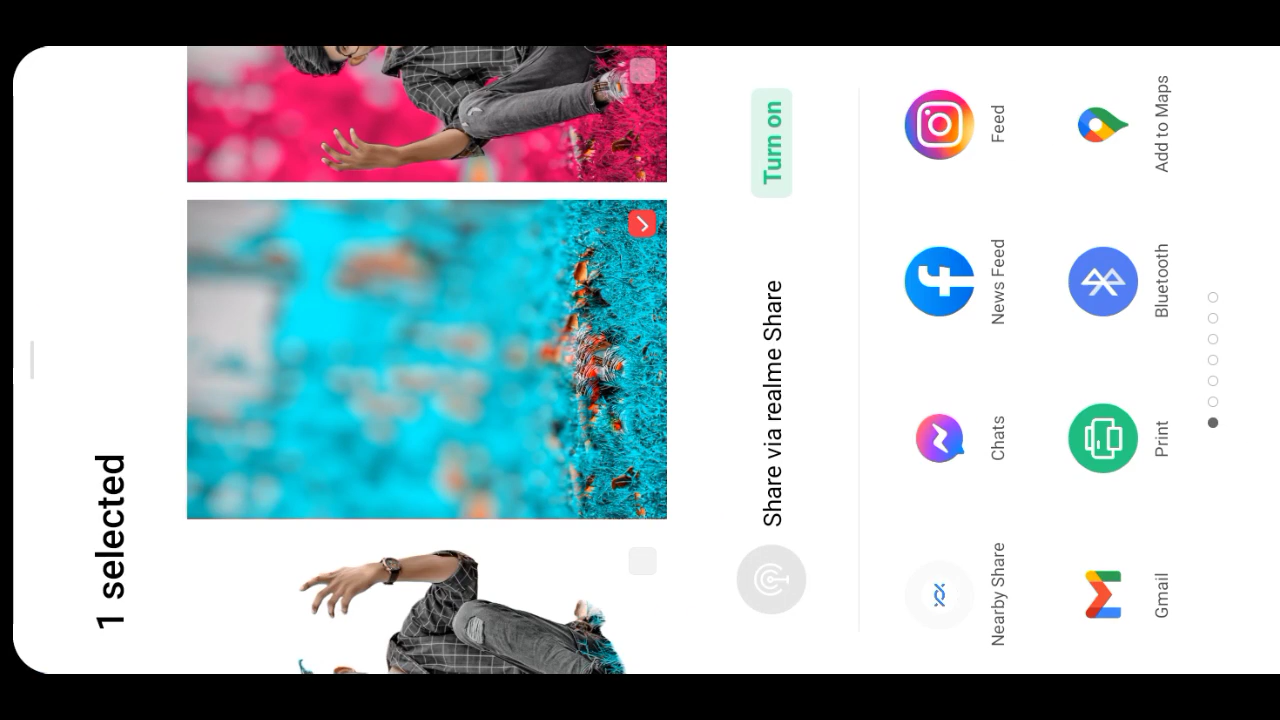 1 selected
Share via realme Share
Turn on
Nearby Share
Chats
News Feed
Feed
Gmail
Print
Bluetooth
Add to Maps